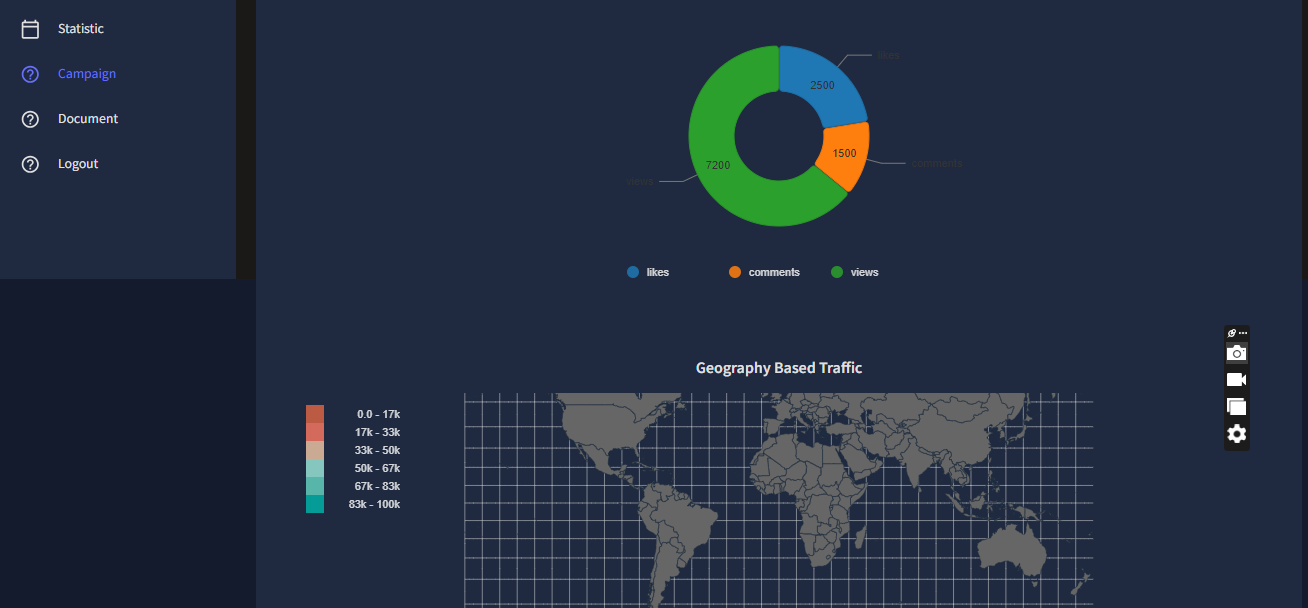 Statistic
Campaign
Document
Logout
likes
2500
1500
comments
7200
views
likes
comments
views
Geography Based Traffic
0.0 - 17k
17k - 33k
33k - 50k
50k - 67k
67k - 83k
83k - 100k